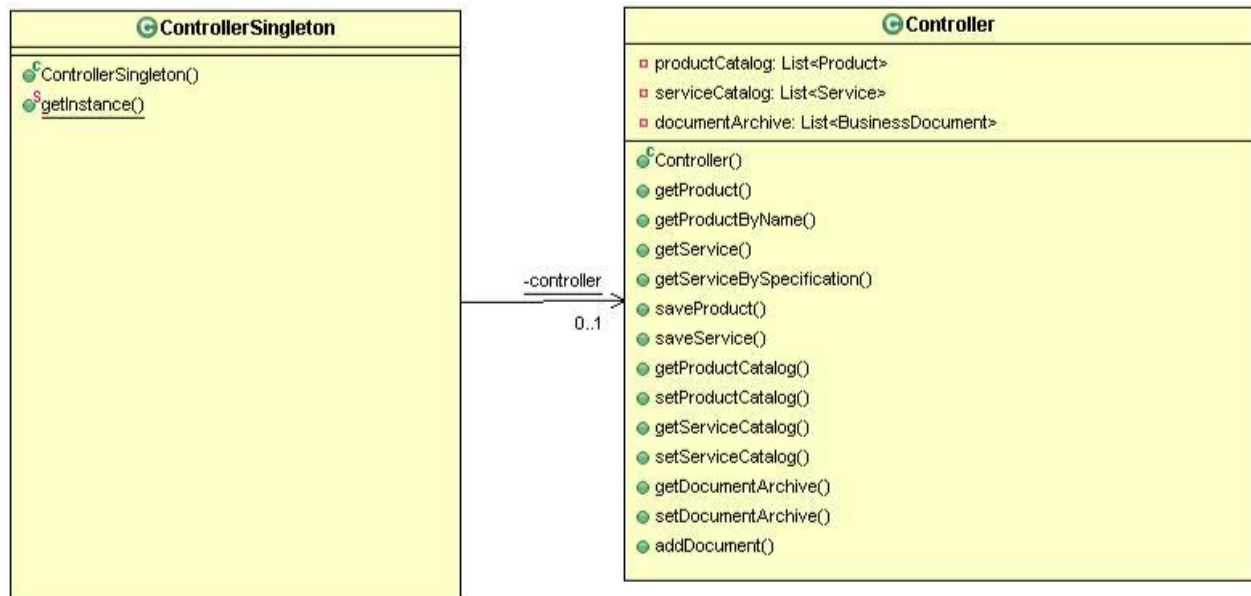 C ControllerSingleton
C ControllerSingleton()
S getInstance()
-controller
0..1
C Controller
productCatalog: List<Product>
serviceCatalog: List<Service>
documentArchive: List<BusinessDocument>
C Controller()
getProduct()
getProductByName()
getService()
getServiceBySpecification()
saveProduct()
saveService()
getProductCatalog()
setProductCatalog()
getServiceCatalog()
setServiceCatalog()
getDocumentArchive()
setDocumentArchive()
addDocument()